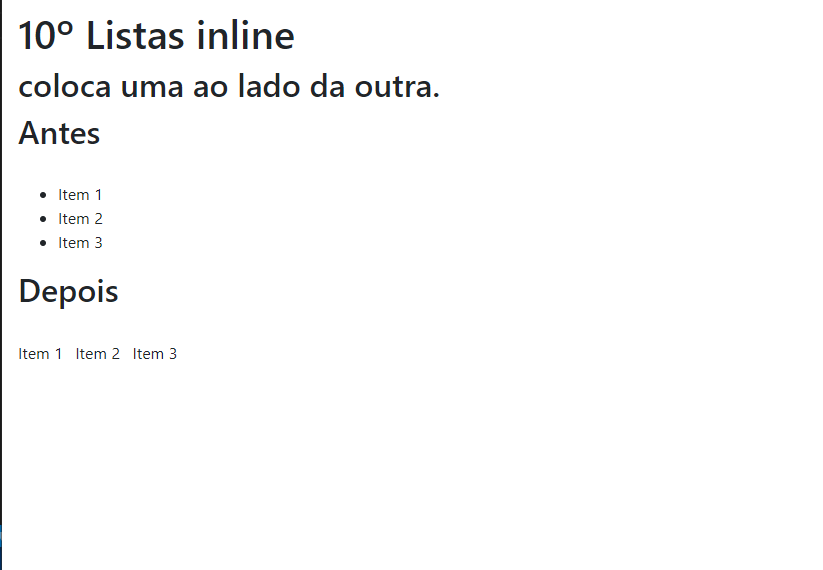 10º Listas inline
coloca uma ao lado da outra.
Antes
Item 1
Item 2
Item 3
Depois
Item 1 Item 2 Item 3